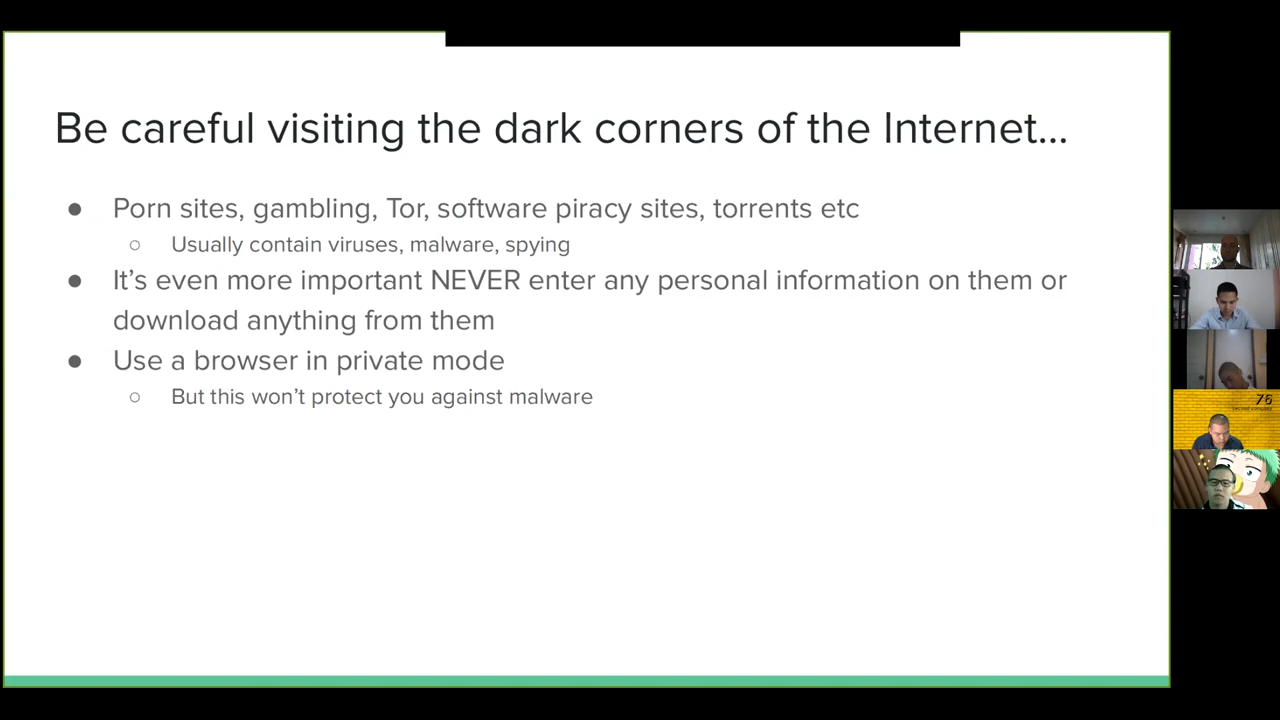 Be careful visiting the dark corners of the Internet...
● Porn sites, gambling, Tor, software piracy sites, torrents etc
○ Usually contain viruses, malware, spying
● It's even more important NEVER enter any personal information on them or
download anything from them
● Use a browser in private mode
○ But this won't protect you against malware
76